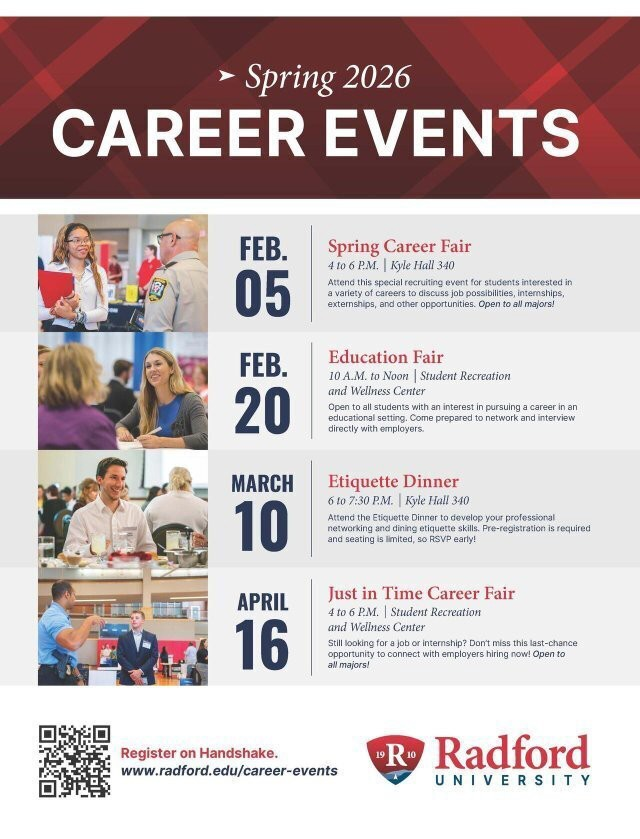 Spring 2026
CAREER EVENTS
FEB.
05
Spring Career Fair
4 to 6 P.M. | Kyle Hall 340
Attend this special recruiting event for students interested in
a variety of careers to discuss job possibilities, internships,
externships, and other opportunities. Open to all majors!
FEB.
20
Education Fair
10 A.M. to Noon | Student Recreation
and Wellness Center
Open to all students with an interest in pursuing a career in an
educational setting. Come prepared to network and interview
directly with employers.
MARCH
10
Etiquette Dinner
6 to 7:30 P.M. | Kyle Hall 340
Attend the Etiquette Dinner to develop your professional
networking and dining etiquette skills. Pre-registration is required
and seating is limited, so RSVP early!
APRIL
16
Just in Time Career Fair
4 to 6 P.M. | Student Recreation
and Wellness Center
Still looking for a job or internship? Don't miss this last-chance
opportunity to connect with employers hiring now! Open to
all majors!
Register on Handshake.
www.radford.edu/career-events
19 R 10
Radford
UNIVERSITY